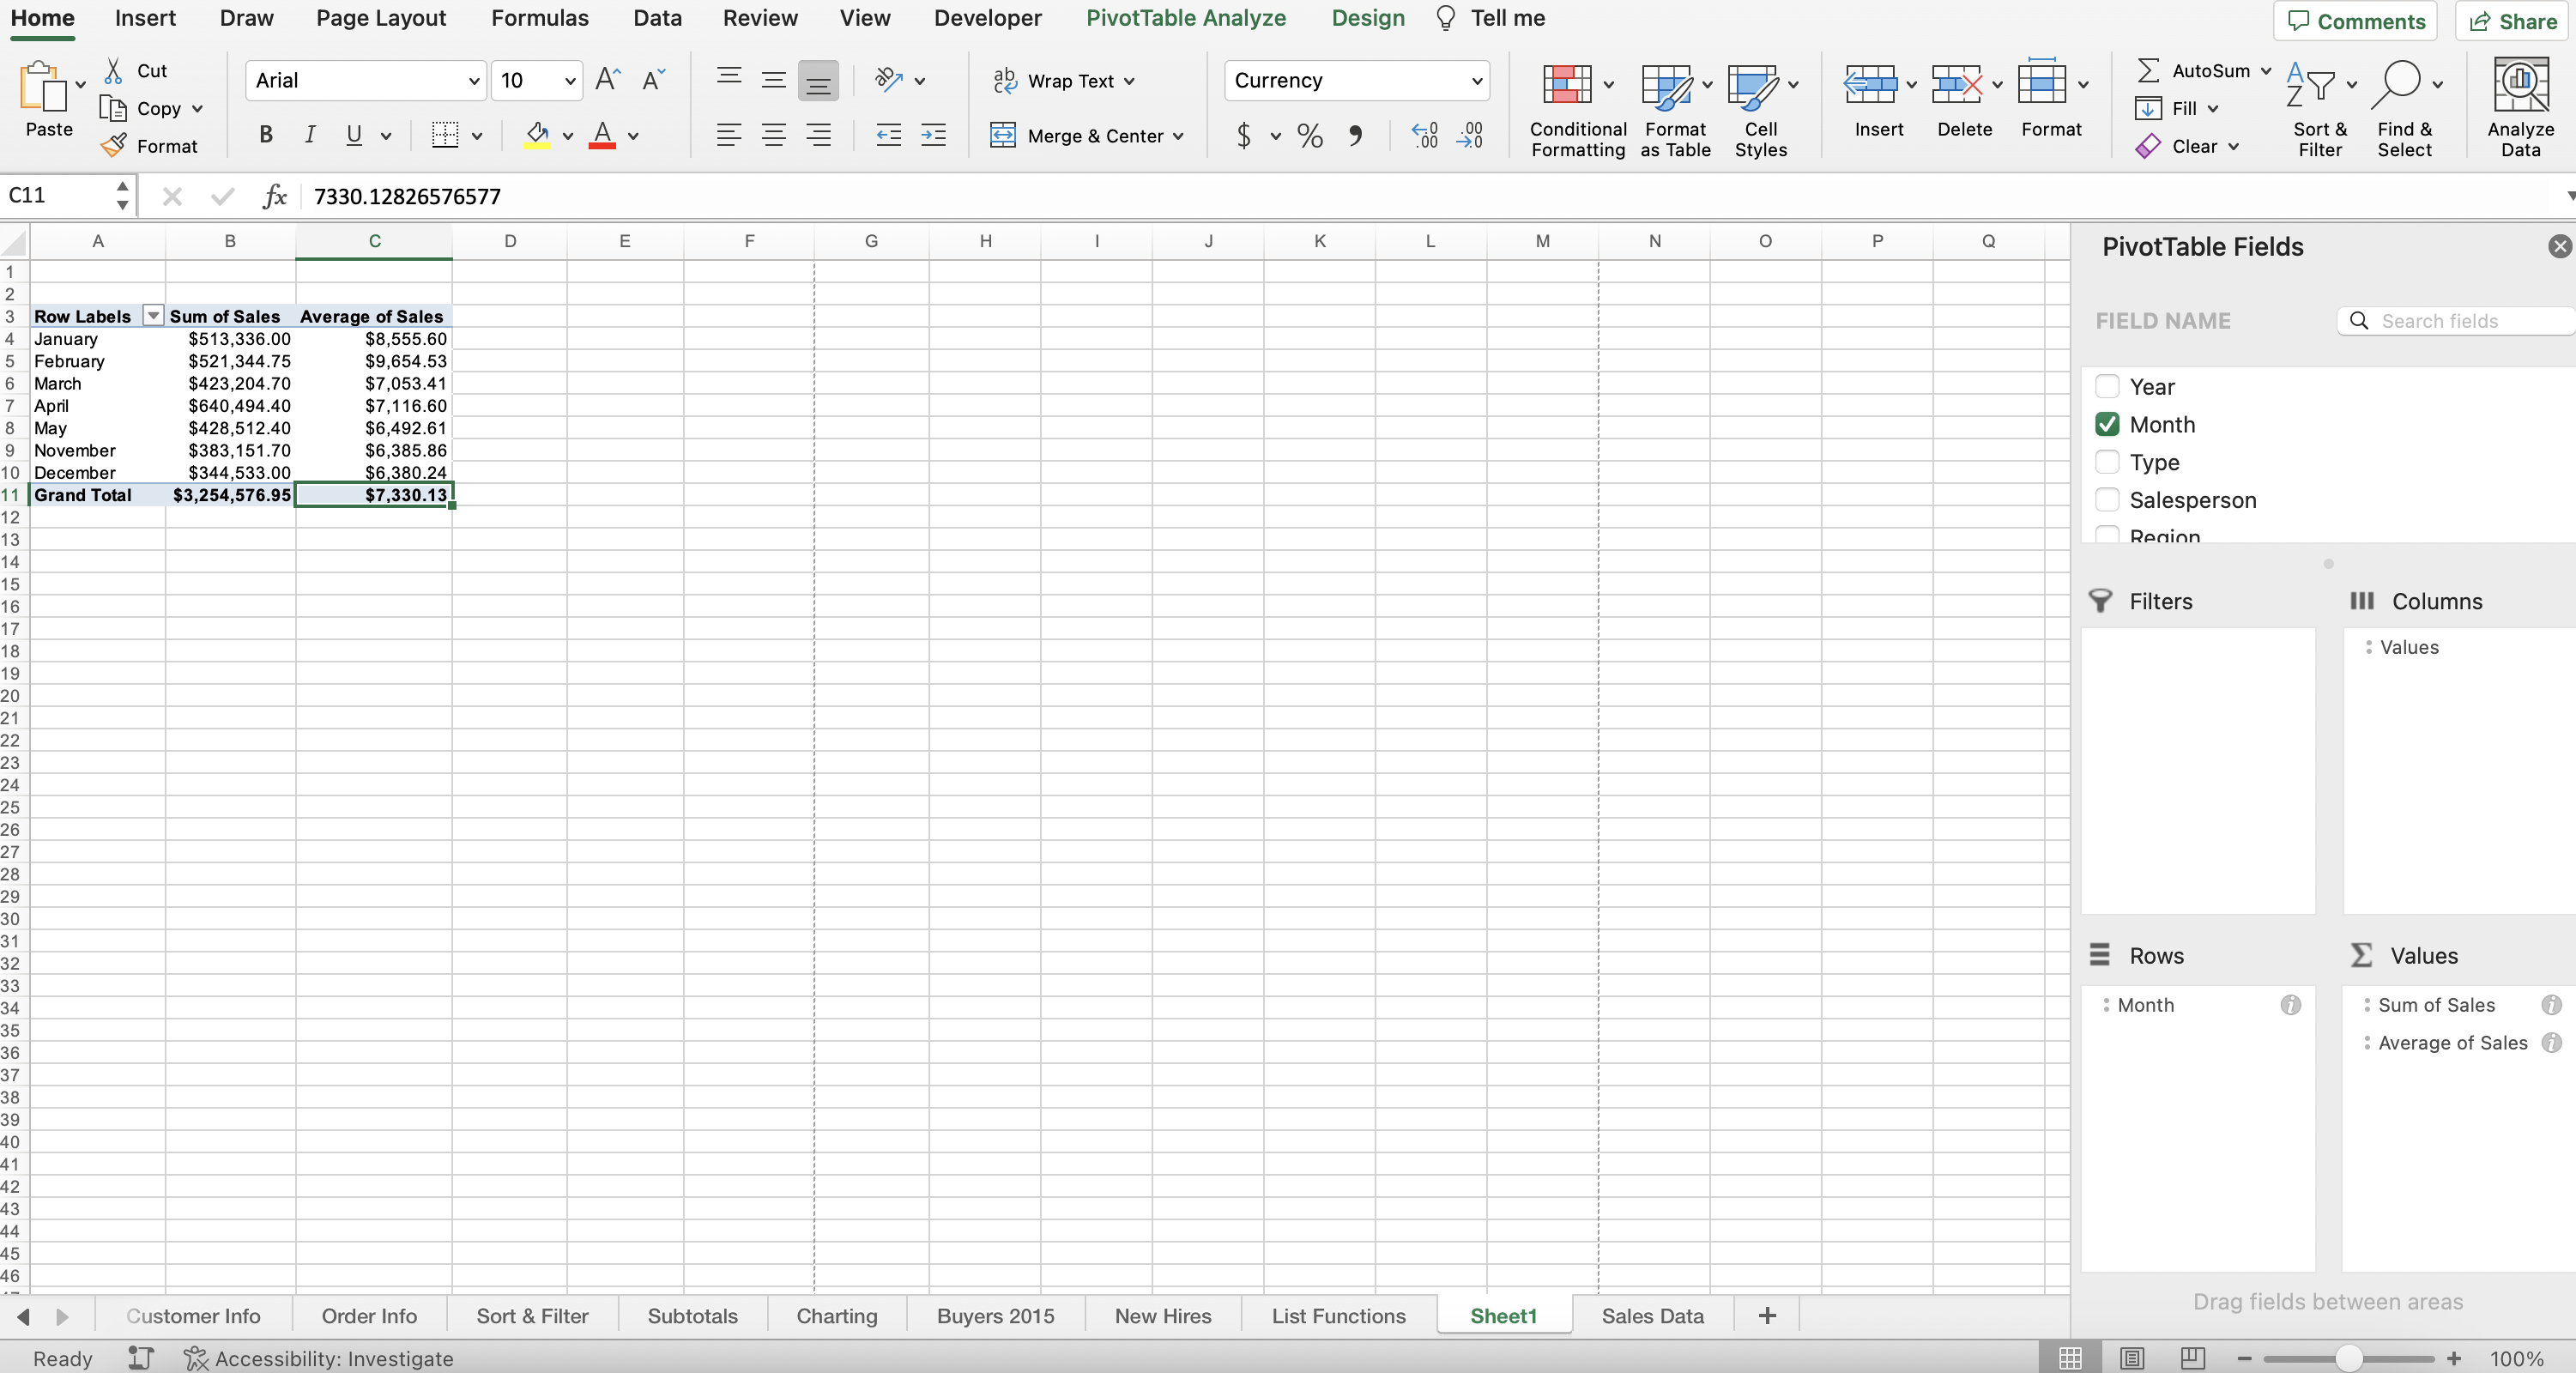 Home Insert Draw Page Layout Formulas Data Review View Developer PivotTable Analyze Design Tell me Comments Share
Paste Cut Copy Format
Arial 10
B I U A
Wrap Text
Merge & Center
Currency
$ %
Conditional Formatting
Format as Table
Cell Styles
Insert Delete Format
AutoSum
Fill
Clear
Sort & Filter
Find & Select
Analyze Data
C11 fx 7330.12826576577
A B C D E F G H I J K L M N O P Q
1
2
3 Row Labels Sum of Sales Average of Sales
4 January $513,336.00 $8,555.60
5 February $521,344.75 $9,654.53
6 March $423,204.70 $7,053.41
7 April $640,494.40 $7,116.60
8 May $428,512.40 $6,492.61
9 November $383,151.70 $6,385.86
10 December $344,533.00 $6,380.24
11 Grand Total $3,254,576.95 $7,330.13
12
13
14
15
16
17
18
19
20
21
22
23
24
25
26
27
28
29
30
31
32
33
34
35
36
37
38
39
40
41
42
43
44
45
46
PivotTable Fields
FIELD NAME Search fields
Year
Month
Type
Salesperson
Region
Filters Columns
Values
Rows Values
Month Sum of Sales
Average of Sales
Drag fields between areas
Customer Info Order Info Sort & Filter Subtotals Charting Buyers 2015 New Hires List Functions Sheet1 Sales Data +
Ready Accessibility: Investigate 100%